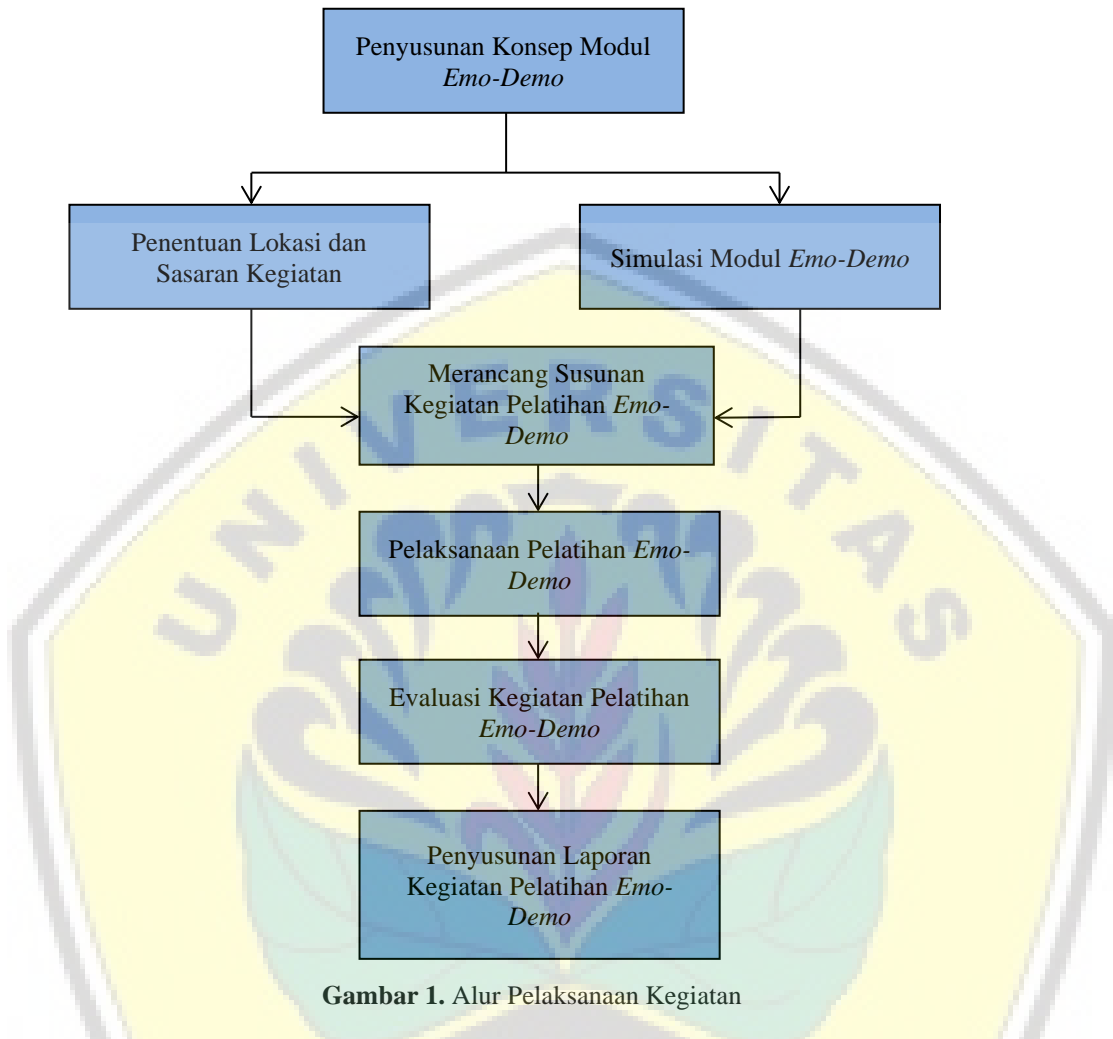 Penyusunan Konsep Modul
Emo-Demo
Penentuan Lokasi dan
Sasaran Kegiatan
Simulasi Modul Emo-Demo
Merancang Susunan
Kegiatan Pelatihan Emo-
Demo
Pelaksanaan Pelatihan Emo-
Demo
Evaluasi Kegiatan Pelatihan
Emo-Demo
Penyusunan Laporan
Kegiatan Pelatihan Emo-
Demo
Gambar 1. Alur Pelaksanaan Kegiatan
UNIVERSITAS